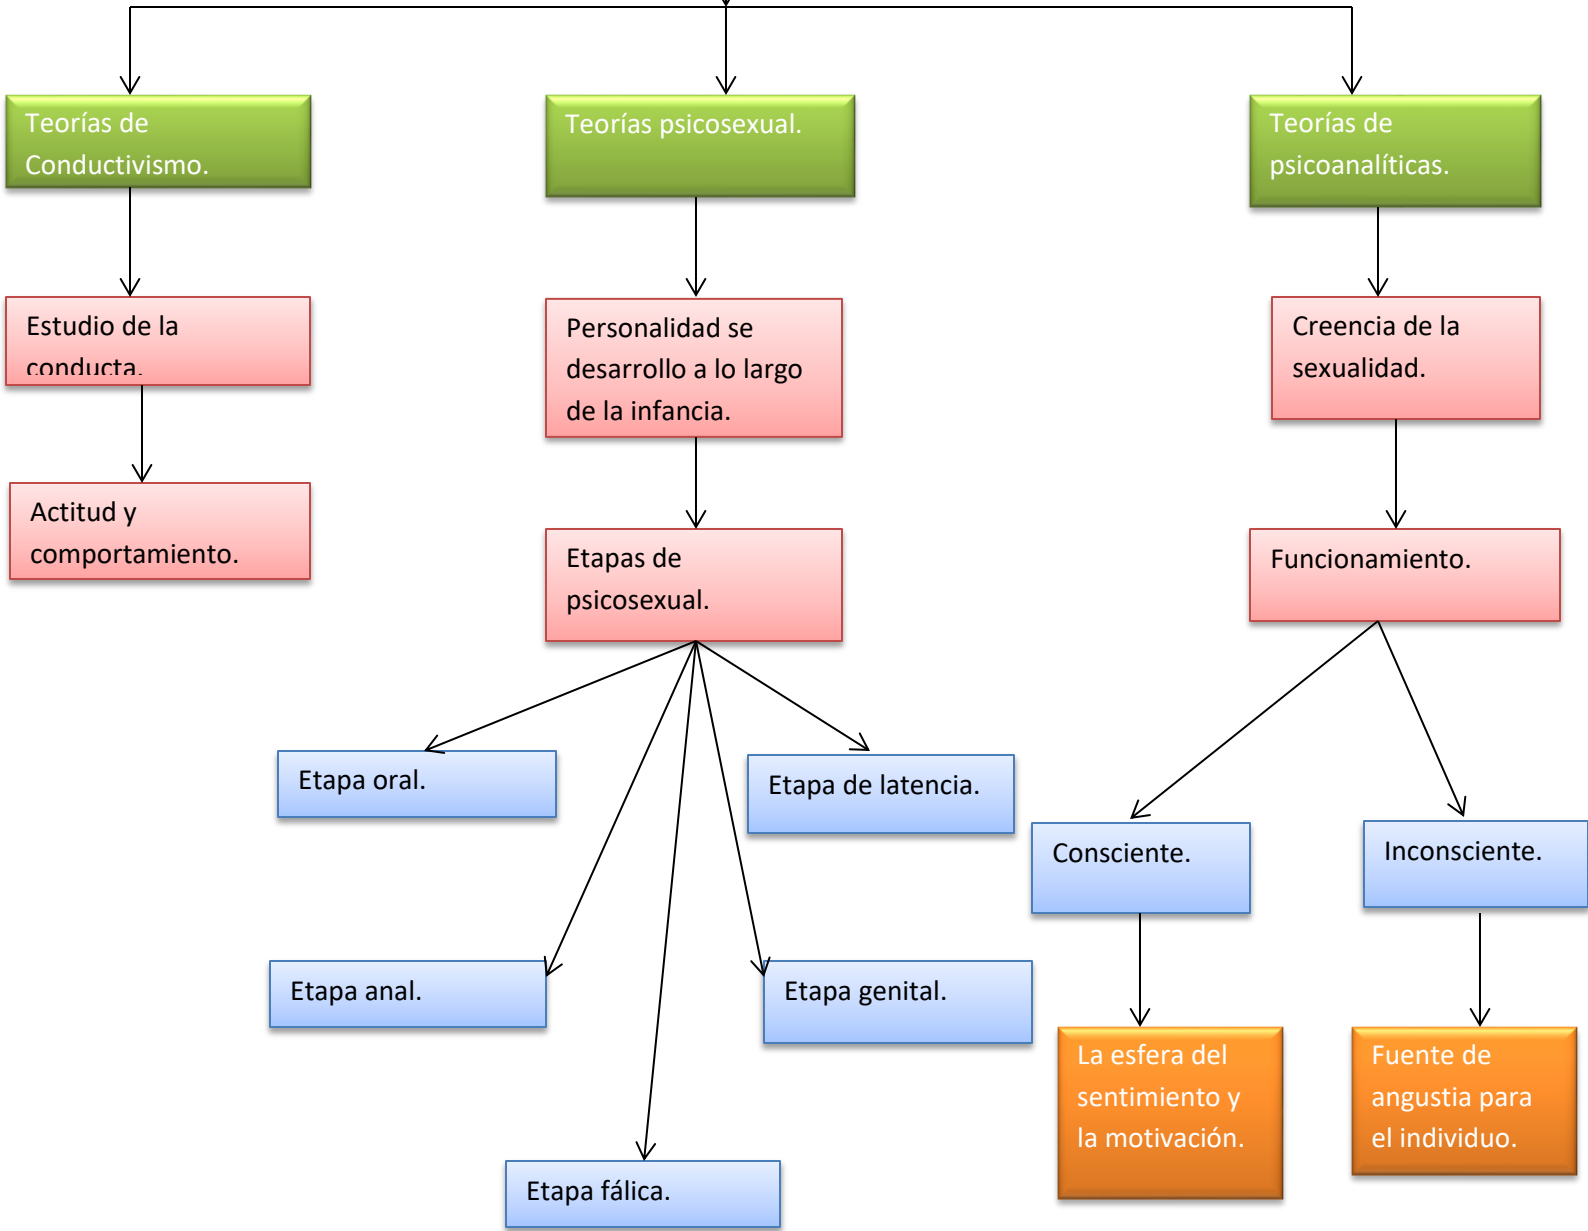 Teorías de
Conductivismo.
Teorías psicosexual.
Teorías de
psicoanalíticas.
Estudio de la
conducta.
Personalidad se
desarrollo a lo largo
de la infancia.
Creencia de la
sexualidad.
Actitud y
comportamiento.
Etapas de
psicosexual.
Funcionamiento.
Etapa oral.
Etapa de latencia.
Consciente.
Inconsciente.
Etapa anal.
Etapa genital.
La esfera del
sentimiento y
la motivación.
Fuente de
angustia para
el individuo.
Etapa fálica.